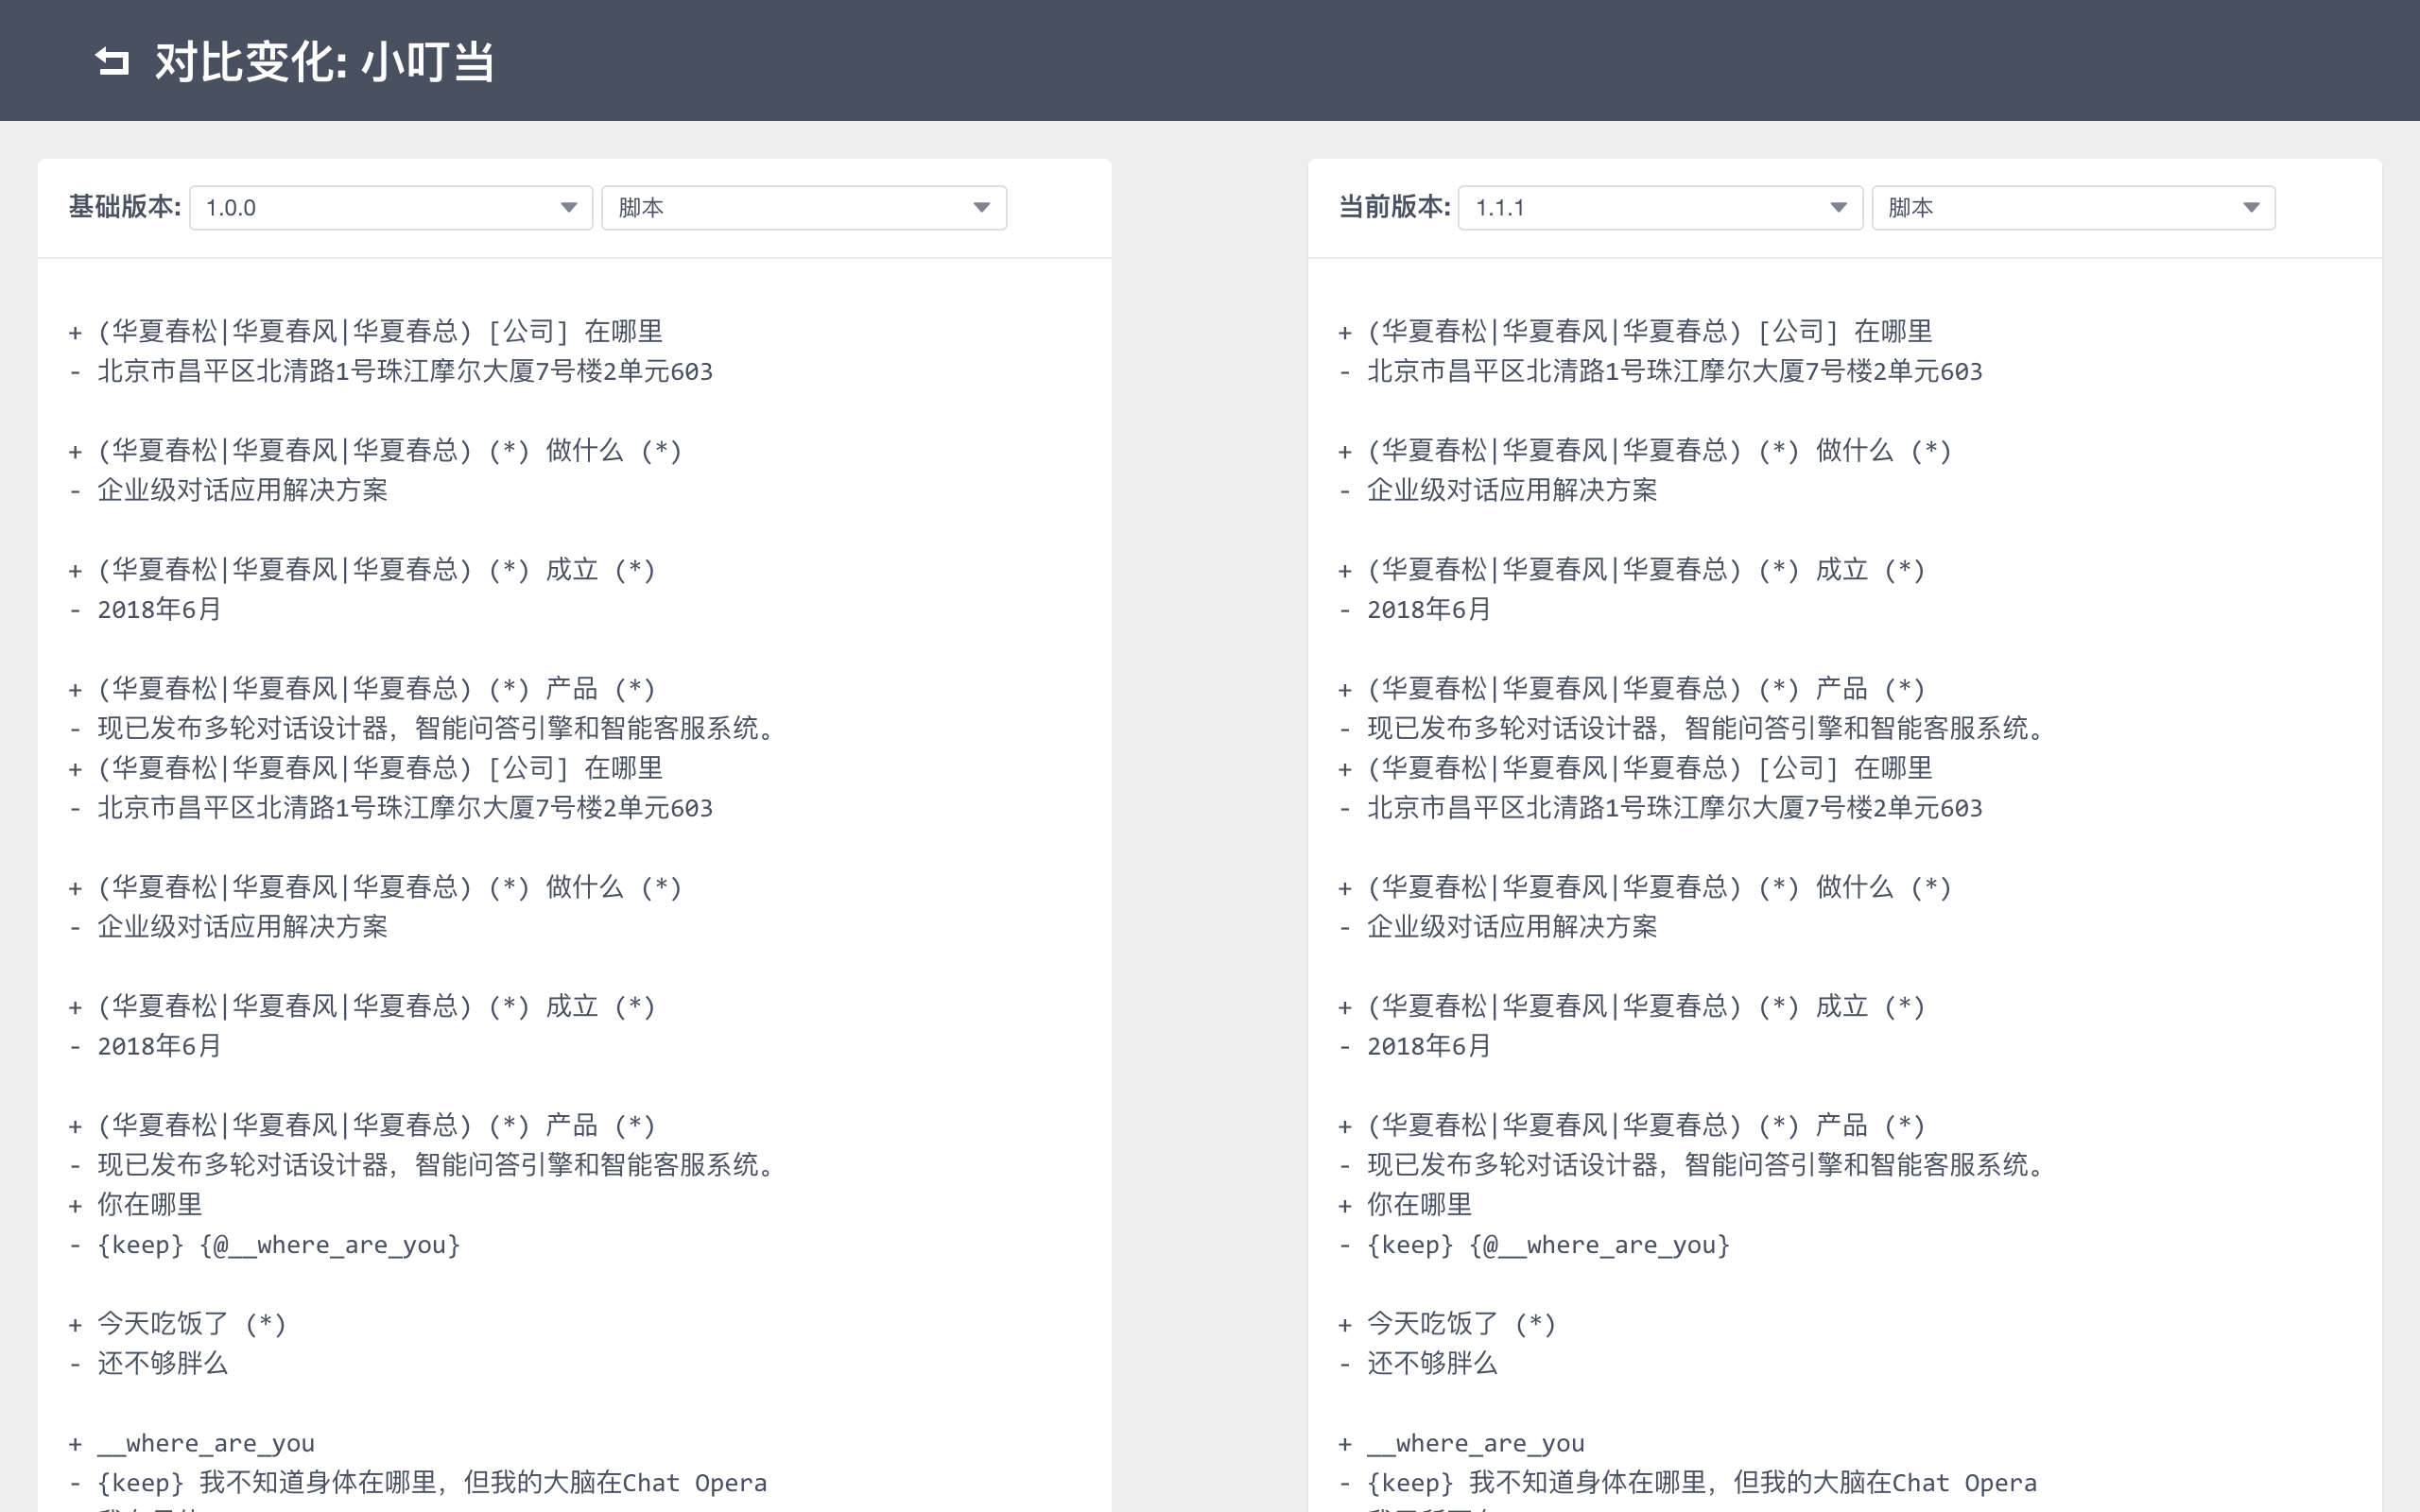 对比变化: 小叮当
基础版本: 1.0.0 脚本
+ (华夏春松|华夏春风|华夏春总) [公司] 在哪里
- 北京市昌平区北清路1号珠江摩尔大厦7号楼2单元603
+ (华夏春松|华夏春风|华夏春总) (*) 做什么 (*)
- 企业级对话应用解决方案
+ (华夏春松|华夏春风|华夏春总) (*) 成立 (*)
- 2018年6月
+ (华夏春松|华夏春风|华夏春总) (*) 产品 (*)
- 现已发布多轮对话设计器，智能问答引擎和智能客服系统。
+ (华夏春松|华夏春风|华夏春总) [公司] 在哪里
- 北京市昌平区北清路1号珠江摩尔大厦7号楼2单元603
+ (华夏春松|华夏春风|华夏春总) (*) 做什么 (*)
- 企业级对话应用解决方案
+ (华夏春松|华夏春风|华夏春总) (*) 成立 (*)
- 2018年6月
+ (华夏春松|华夏春风|华夏春总) (*) 产品 (*)
- 现已发布多轮对话设计器，智能问答引擎和智能客服系统。
+ 你在哪里
- {keep} {@__where_are_you}
+ 今天吃饭了 (*)
- 还不够胖么
+ __where_are_you
- {keep} 我不知道身体在哪里，但我的大脑在Chat Opera
当前版本: 1.1.1 脚本
+ (华夏春松|华夏春风|华夏春总) [公司] 在哪里
- 北京市昌平区北清路1号珠江摩尔大厦7号楼2单元603
+ (华夏春松|华夏春风|华夏春总) (*) 做什么 (*)
- 企业级对话应用解决方案
+ (华夏春松|华夏春风|华夏春总) (*) 成立 (*)
- 2018年6月
+ (华夏春松|华夏春风|华夏春总) (*) 产品 (*)
- 现已发布多轮对话设计器，智能问答引擎和智能客服系统。
+ (华夏春松|华夏春风|华夏春总) [公司] 在哪里
- 北京市昌平区北清路1号珠江摩尔大厦7号楼2单元603
+ (华夏春松|华夏春风|华夏春总) (*) 做什么 (*)
- 企业级对话应用解决方案
+ (华夏春松|华夏春风|华夏春总) (*) 成立 (*)
- 2018年6月
+ (华夏春松|华夏春风|华夏春总) (*) 产品 (*)
- 现已发布多轮对话设计器，智能问答引擎和智能客服系统。
+ 你在哪里
- {keep} {@__where_are_you}
+ 今天吃饭了 (*)
- 还不够胖么
+ __where_are_you
- {keep} 我不知道身体在哪里，但我的大脑在Chat Opera